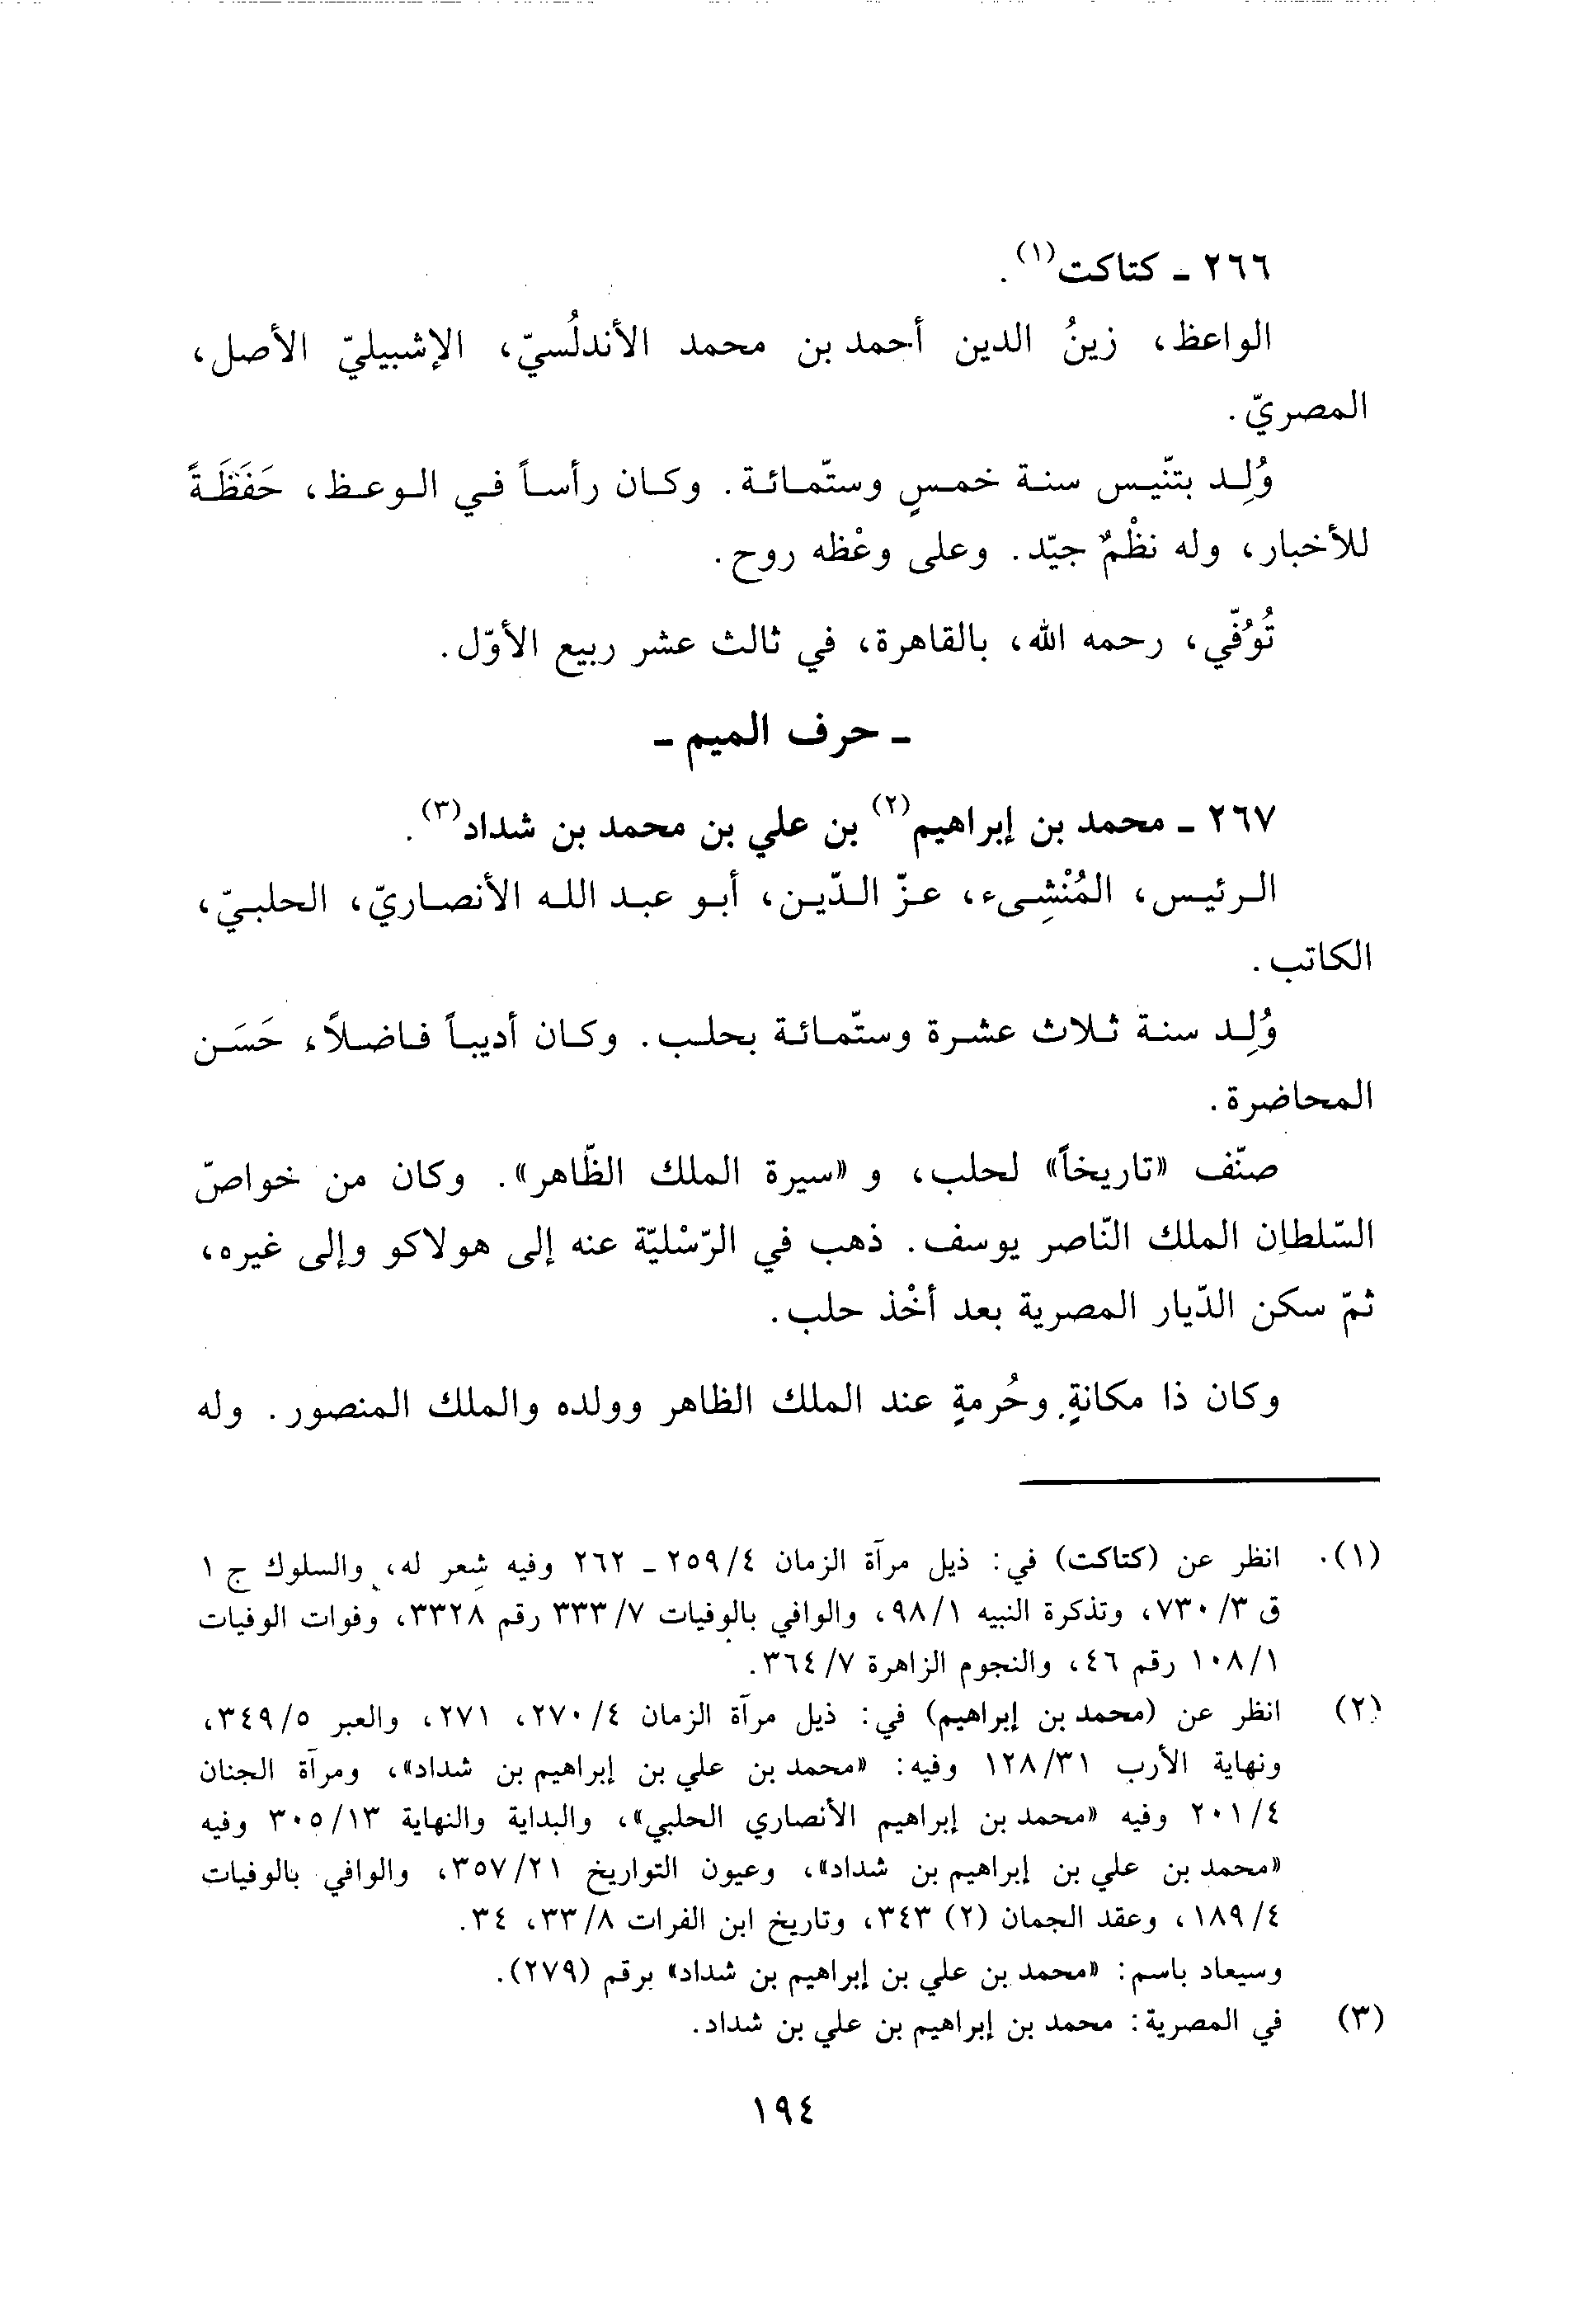 ٢٦٦ - كتاكت(١).
الواعظ، زينُ الدين أحمد بن محمد الأندلُسيّ، الإشبيليّ الأصل،
المصريّ.
وُلِد بتنّيس سنة خمسٍ وستّمائة. وكان رأساً في الوعظ، حَفَظَةً
للأخبار، وله نظْمٌ جيّد. وعلى وعْظه روح.
تُوُفّي، رحمه الله، بالقاهرة، في ثالث عشر ربيع الأوّل.
- حرف الميم -
٢٦٧ - محمد بن إبراهيم(٢) بن علي بن محمد بن شداد(٣).
الرئيس، المُنْشِىء، عزّ الدّين، أبو عبد الله الأنصاريّ، الحلبيّ،
الكاتب.
وُلِد سنة ثلاث عشرة وستّمائة بحلب. وكان أديباً فاضلاً، حَسَن
المحاضرة.
صنّف «تاريخاً» لحلب، و «سيرة الملك الظّاهر». وكان من خواصّ
السّلطان الملك النّاصر يوسف. ذهب في الرّسْليّة عنه إلى هولاكو وإلى غيره،
ثمّ سكن الدّيار المصرية بعد أخْذ حلب.
وكان ذا مكانةٍ وحُرمةٍ عند الملك الظاهر وولده والملك المنصور. وله
(١) انظر عن (كتاكت) في: ذيل مرآة الزمان ٢٥٩/٤ - ٢٦٢ وفيه شعر له، والسلوك ج ١
ق ٧٣٠/٣، وتذكرة النبيه ٩٨/١، والوافي بالوفيات ٣٣٣/٧ رقم ٣٣٢٨، وفوات الوفيات
١٠٨/١ رقم ٤٦، والنجوم الزاهرة ٣٦٤/٧.
(٢) انظر عن (محمد بن إبراهيم) في: ذيل مرآة الزمان ٢٧٠/٤، ٢٧١، والعبر ٣٤٩/٥،
ونهاية الأرب ١٢٨/٣١ وفيه: «محمد بن علي بن إبراهيم بن شداد»، ومرآة الجنان
٢٠١/٤ وفيه «محمد بن إبراهيم الأنصاري الحلبي»، والبداية والنهاية ٣٠٥/١٣ وفيه
«محمد بن علي بن إبراهيم بن شداد»، وعيون التواريخ ٣٥٧/٢١، والوافي بالوفيات
١٨٩/٤، وعقد الجمان (٢) ٣٤٣، وتاريخ ابن الفرات ٣٣/٨، ٣٤.
وسيعاد باسم: «محمد بن علي بن إبراهيم بن شداد» برقم (٢٧٩).
(٣) في المصرية: محمد بن إبراهيم بن علي بن شداد.
١٩٤